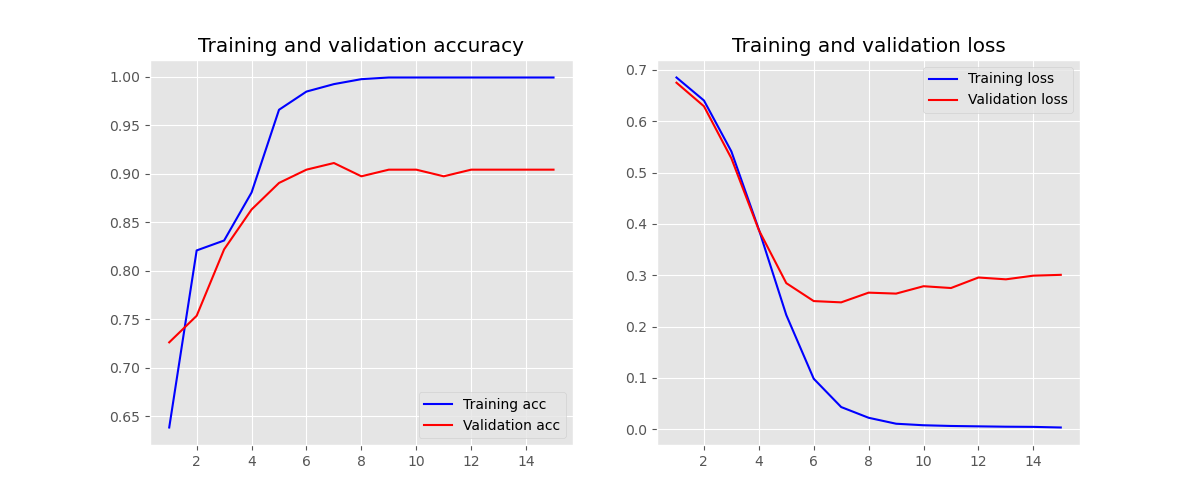 Training and validation accuracy
1.00
0.95
0.90
0.85
0.80
0.75
0.70
0.65
2 4 6 8 10 12 14
Training acc
Validation acc
Training and validation loss
0.7
0.6
0.5
0.4
0.3
0.2
0.1
0.0
2 4 6 8 10 12 14
Training loss
Validation loss